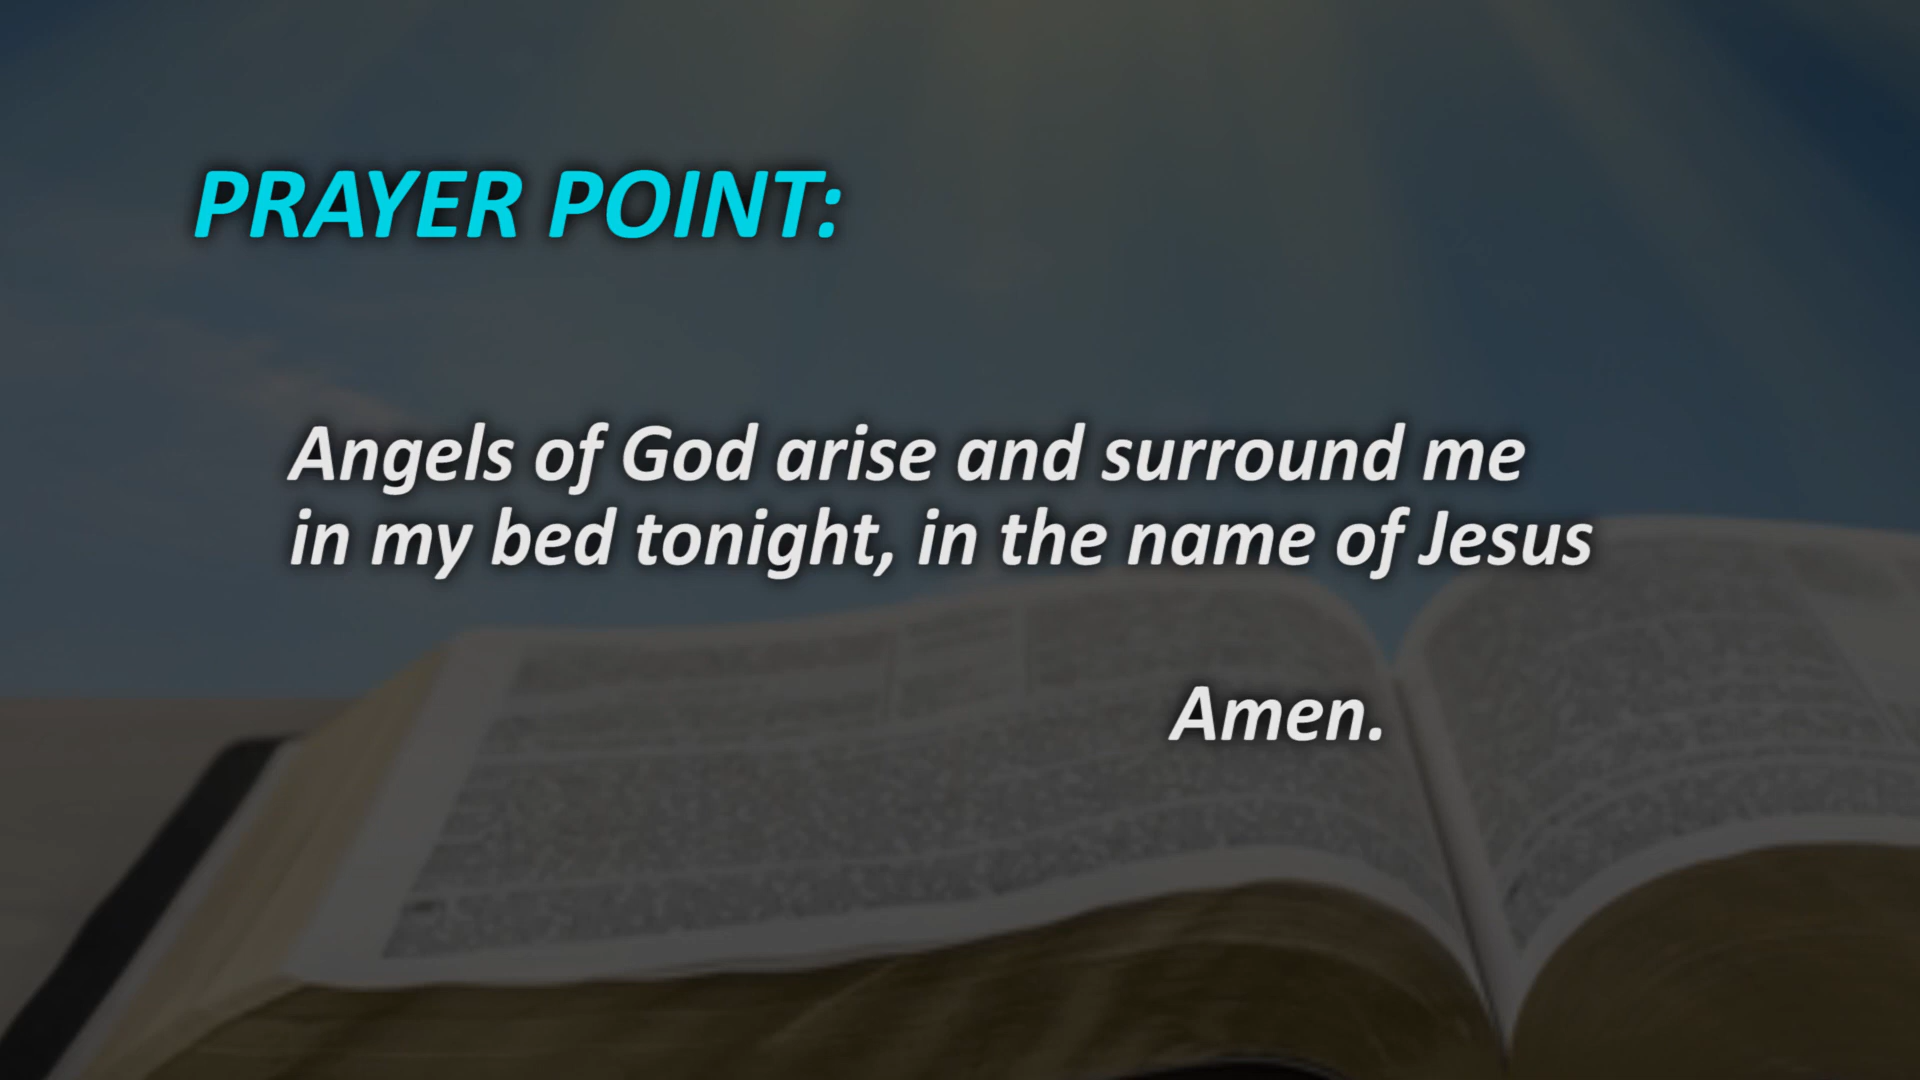 PRAYER POINT:
Angels of God arise and surround me
in my bed tonight, in the name of Jesus
Amen.